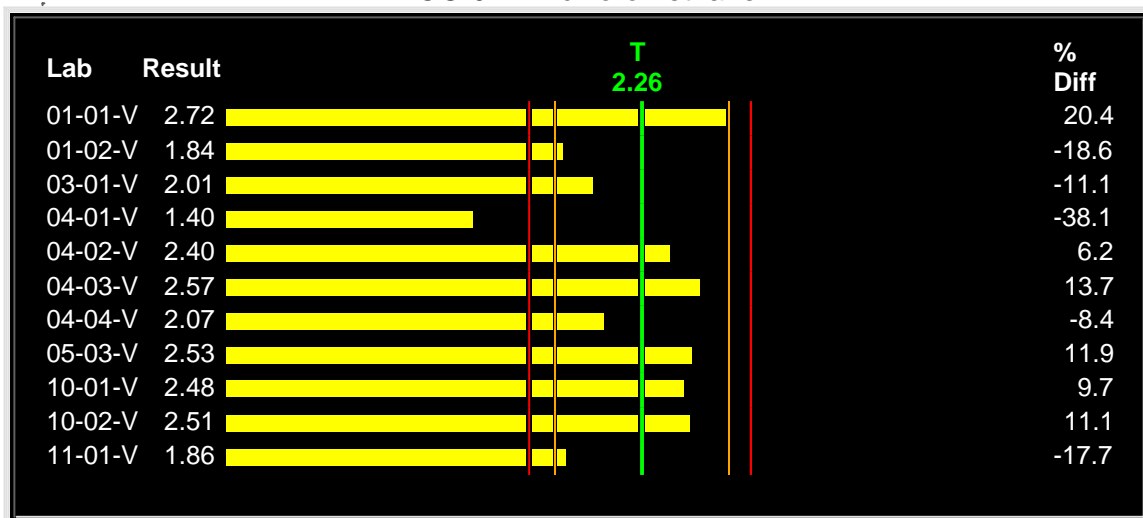 Lab Result T 2.26 % Diff
01-01-V 2.72 20.4
01-02-V 1.84 -18.6
03-01-V 2.01 -11.1
04-01-V 1.40 -38.1
04-02-V 2.40 6.2
04-03-V 2.57 13.7
04-04-V 2.07 -8.4
05-03-V 2.53 11.9
10-01-V 2.48 9.7
10-02-V 2.51 11.1
11-01-V 1.86 -17.7